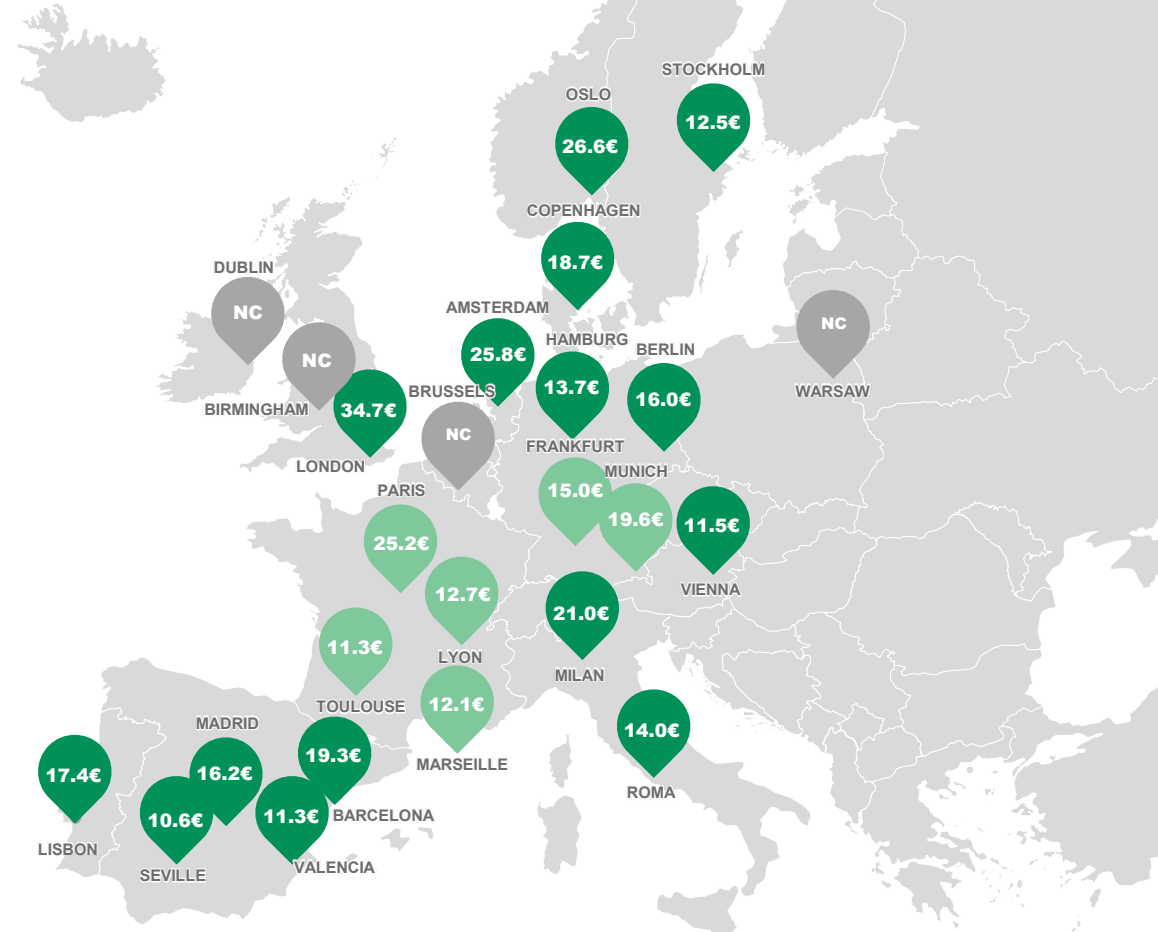 STOCKHOLM
12.5€
OSLO
26.6€
COPENHAGEN
18.7€
DUBLIN
NC
NC
BIRMINGHAM
AMSTERDAM
25.8€
HAMBURG
13.7€
BERLIN
16.0€
NC
WARSAW
34.7€
LONDON
BRUSSELS
NC
FRANKFURT
15.0€
MUNICH
19.6€
11.5€
VIENNA
PARIS
25.2€
12.7€
LYON
21.0€
MILAN
11.3€
TOULOUSE
12.1€
MARSEILLE
14.0€
ROMA
MADRID
16.2€
19.3€
BARCELONA
17.4€
LISBON
10.6€
SEVILLE
11.3€
VALENCIA